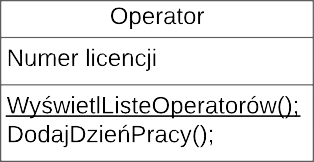 Operator
Numer licencji
WyświetlListeOperatorów();
DodajDzieńPracy();